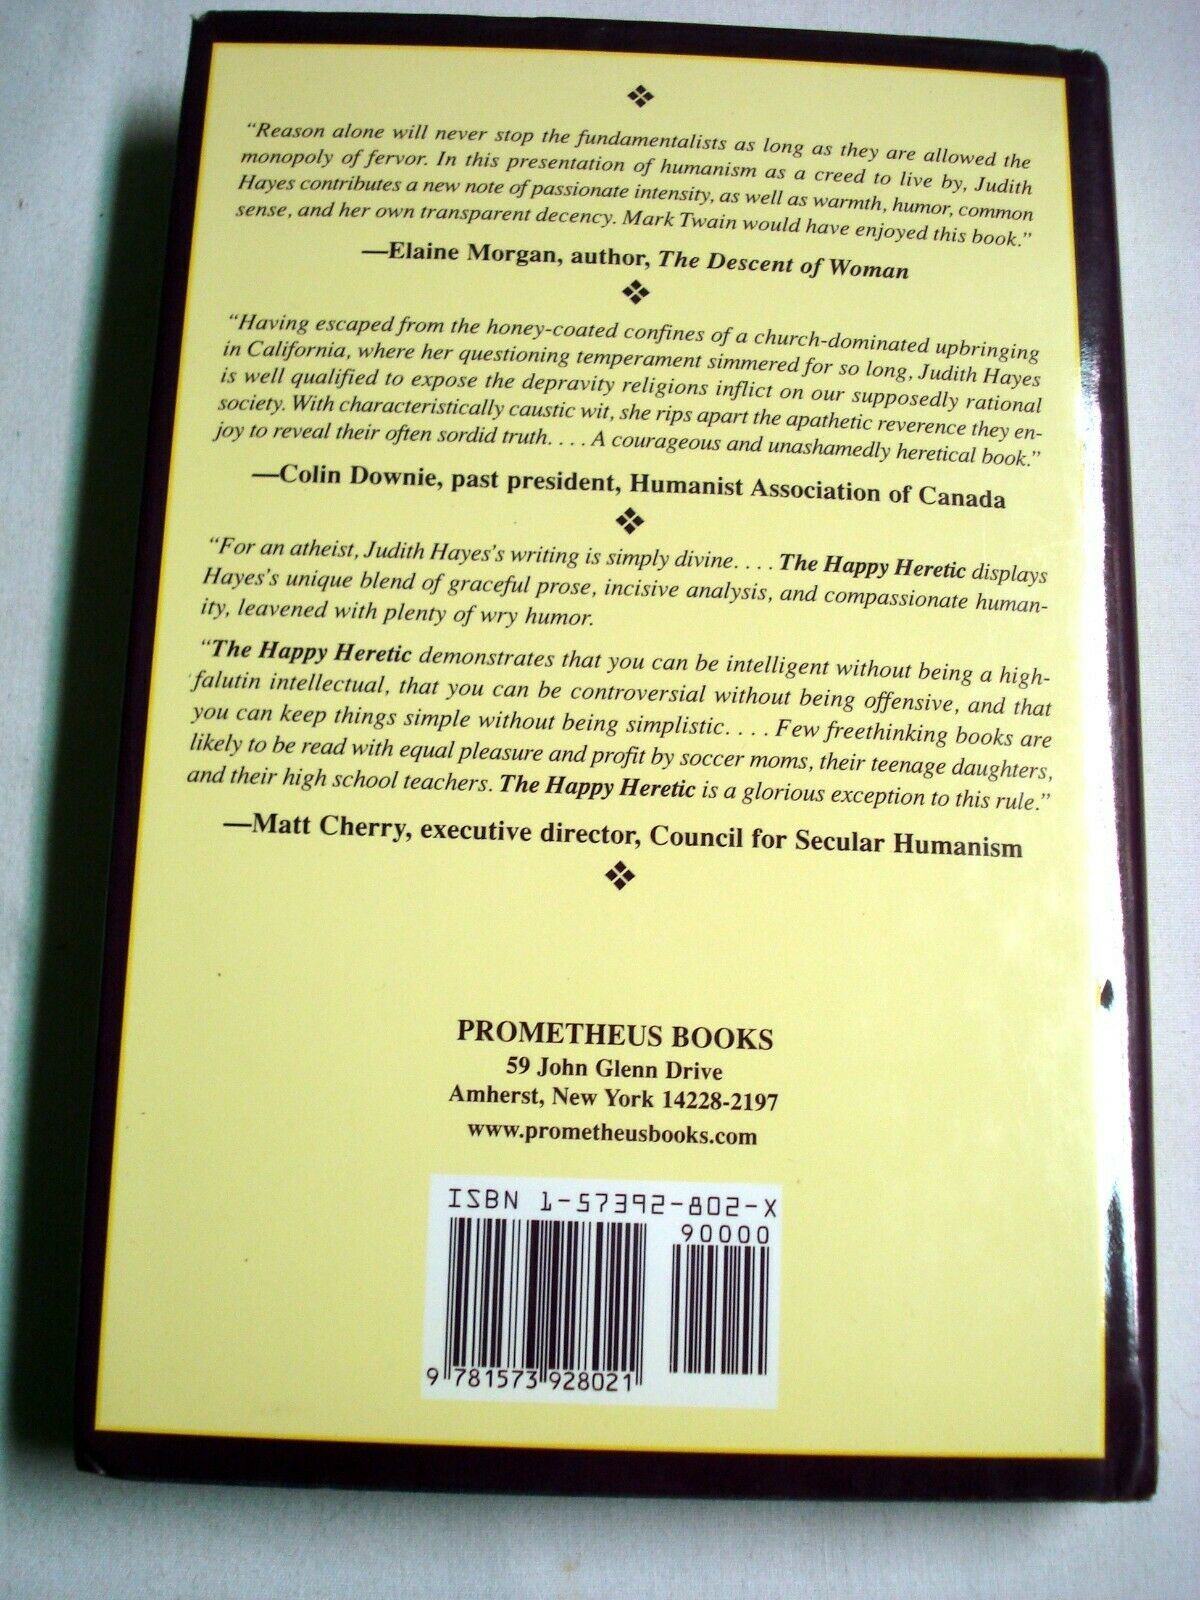 “Reason alone will never stop the fundamentalists as long as they are allowed the
monopoly of fervor. In this presentation of humanism as a creed to live by, Judith
Hayes contributes a new note of passionate intensity, as well as warmth, humor, common
sense, and her own transparent decency. Mark Twain would have enjoyed this book.”
—Elaine Morgan, author, The Descent of Woman
“Having escaped from the honey-coated confines of a church-dominated upbringing
in California, where her questioning temperament simmered for so long, Judith Hayes
is well qualified to expose the depravity religions inflict on our supposedly rational
society. With characteristically caustic wit, she rips apart the apathetic reverence they en-
joy to reveal their often sordid truth. . . . A courageous and unashamedly heretical book.”
—Colin Downie, past president, Humanist Association of Canada
“For an atheist, Judith Hayes’s writing is simply divine. . . . The Happy Heretic displays
Hayes’s unique blend of graceful prose, incisive analysis, and compassionate human-
ity, leavened with plenty of wry humor.
“The Happy Heretic demonstrates that you can be intelligent without being a high-
falutin intellectual, that you can be controversial without being offensive, and that
you can keep things simple without being simplistic. . . . Few freethinking books are
likely to be read with equal pleasure and profit by soccer moms, their teenage daughters,
and their high school teachers. The Happy Heretic is a glorious exception to this rule.”
—Matt Cherry, executive director, Council for Secular Humanism
PROMETHEUS BOOKS
59 John Glenn Drive
Amherst, New York 14228-2197
www.prometheusbooks.com
ISBN 1-57392-802-X
90000
9 781573 928021